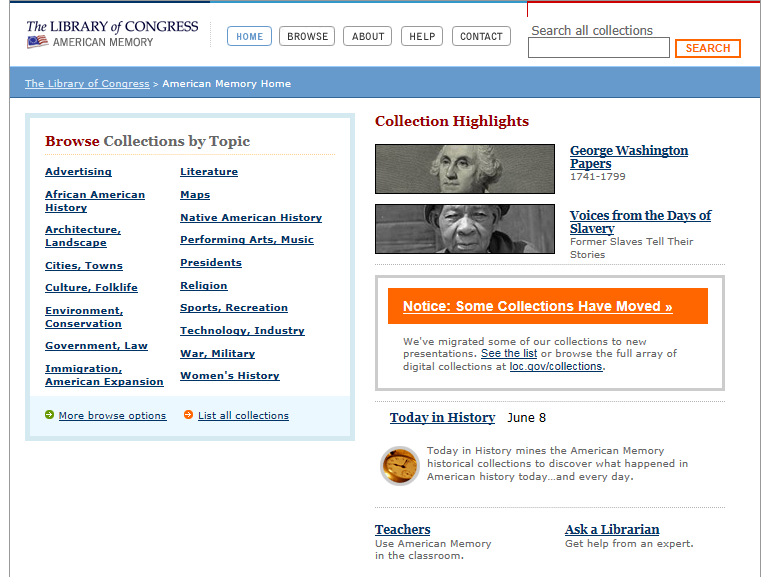 The LIBRARY of CONGRESS
AMERICAN MEMORY
HOME
BROWSE
ABOUT
HELP
CONTACT
Search all collections
SEARCH
The Library of Congress > American Memory Home
Browse Collections by Topic
Advertising
African American
History
Architecture,
Landscape
Cities, Towns
Culture, Folklife
Environment,
Conservation
Government, Law
Immigration,
American Expansion
Literature
Maps
Native American History
Performing Arts, Music
Presidents
Religion
Sports, Recreation
Technology, Industry
War, Military
Women's History
More browse options
List all collections
Collection Highlights
George Washington
Papers
1741-1799
Voices from the Days of
Slavery
Former Slaves Tell Their
Stories
Notice: Some Collections Have Moved »
We've migrated some of our collections to new
presentations. See the list or browse the full array of
digital collections at loc.gov/collections.
Today in History June 8
Today in History mines the American Memory
historical collections to discover what happened in
American history today...and every day.
Teachers
Use American Memory
in the classroom.
Ask a Librarian
Get help from an expert.